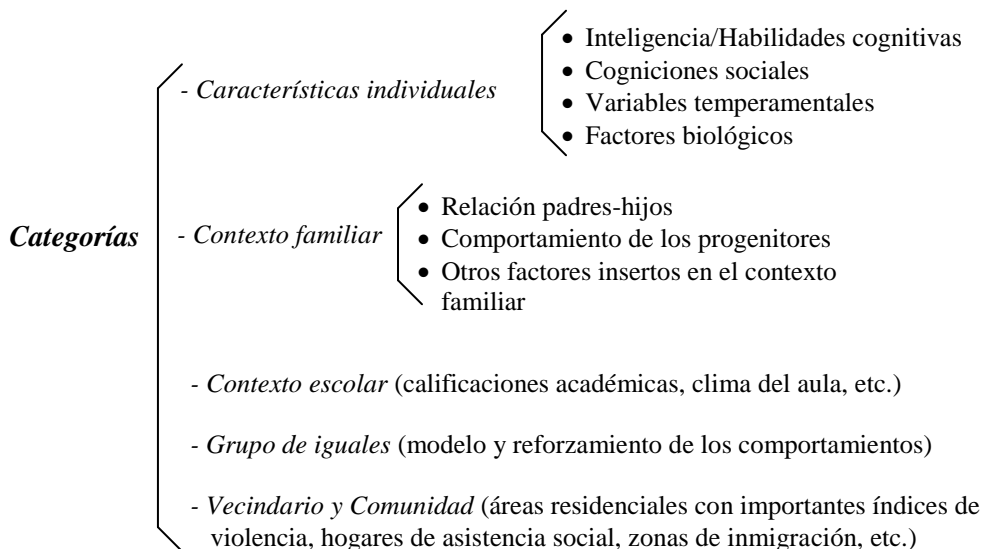 • Inteligencia/Habilidades cognitivas
• Cogniciones sociales
- Características individuales
• Variables temperamentales
• Factores biológicos
• Relación padres-hijos
Categorías
- Contexto familiar
• Comportamiento de los progenitores
• Otros factores insertos en el contexto
familiar
- Contexto escolar (calificaciones académicas, clima del aula, etc.)
- Grupo de iguales (modelo y reforzamiento de los comportamientos)
- Vecindario y Comunidad (áreas residenciales con importantes índices de
violencia, hogares de asistencia social, zonas de inmigración, etc.)